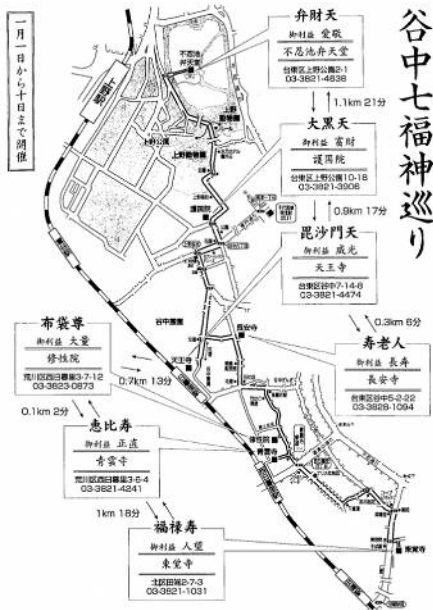 谷中七福神巡り
一月一日から十日まで開催
弁財天
御利益 愛敬
不忍池弁天堂
台東区上野公園2-1
03-3821-4638
1.1km 21分
大黒天
御利益 富財
護国院
台東区上野公園10-18
03-3821-3906
0.9km 17分
毘沙門天
御利益 威光
天王寺
台東区谷中7-14-8
03-3821-4474
0.3km 6分
寿老人
御利益 長寿
長安寺
台東区谷中5-2-22
03-3828-1094
0.7km 13分
布袋尊
御利益 大量
修性院
荒川区西日暮里3-7-12
03-3823-0873
0.1km 2分
恵比寿
御利益 正直
青雲寺
荒川区西日暮里3-6-4
03-3821-4241
1km 18分
福禄寿
御利益 人望
東覚寺
北区田端2-7-3
03-3821-1031
不忍池
弁天堂
上野駅
上野
動物園
上野公園
上野動物園
護国院
谷中霊園
長安寺
天王寺
修性院
青雲寺
東覚寺